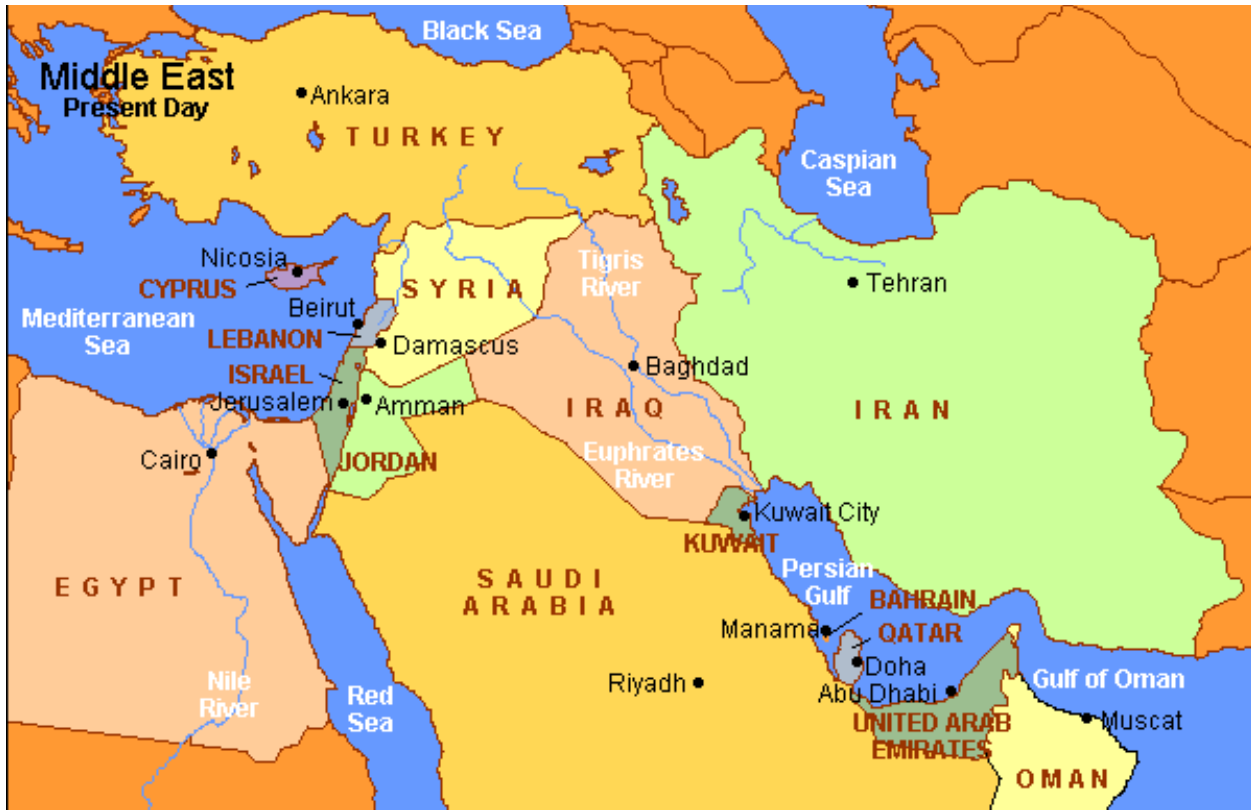 Black Sea
Middle East
Present Day
Ankara
TURKEY
Caspian
Sea
Nicosia
CYPRUS
SYRIA
Tigris
River
Tehran
Beirut
Mediterranean
Sea
LEBANON
Damascus
ISRAEL
Baghdad
Jerusalem
Amman
IRAQ
IRAN
Cairo
JORDAN
Euphrates
River
Kuwait City
KUWAIT
EGYPT
SAUDI
ARABIA
Persian
Gulf
BAHRAIN
Manama
QATAR
Doha
Nile
River
Red
Sea
Riyadh
Abu Dhabi
Gulf of Oman
UNITED ARAB
EMIRATES
Muscat
OMAN